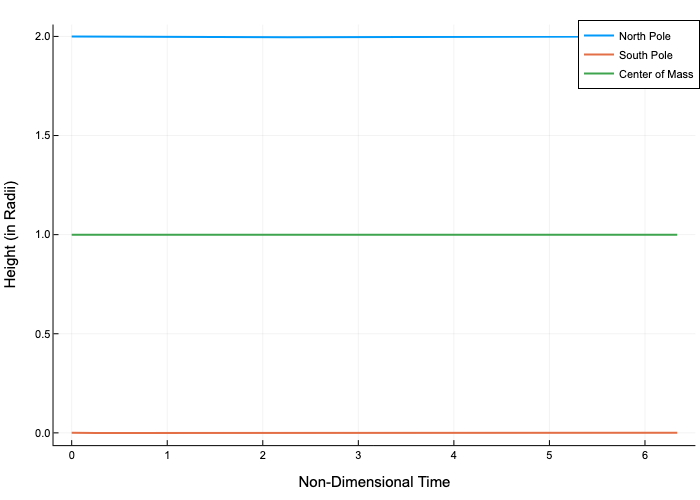 North Pole
South Pole
Center of Mass
2.0
1.5
1.0
0.5
0.0
Height (in Radii)
0 1 2 3 4 5 6
Non-Dimensional Time